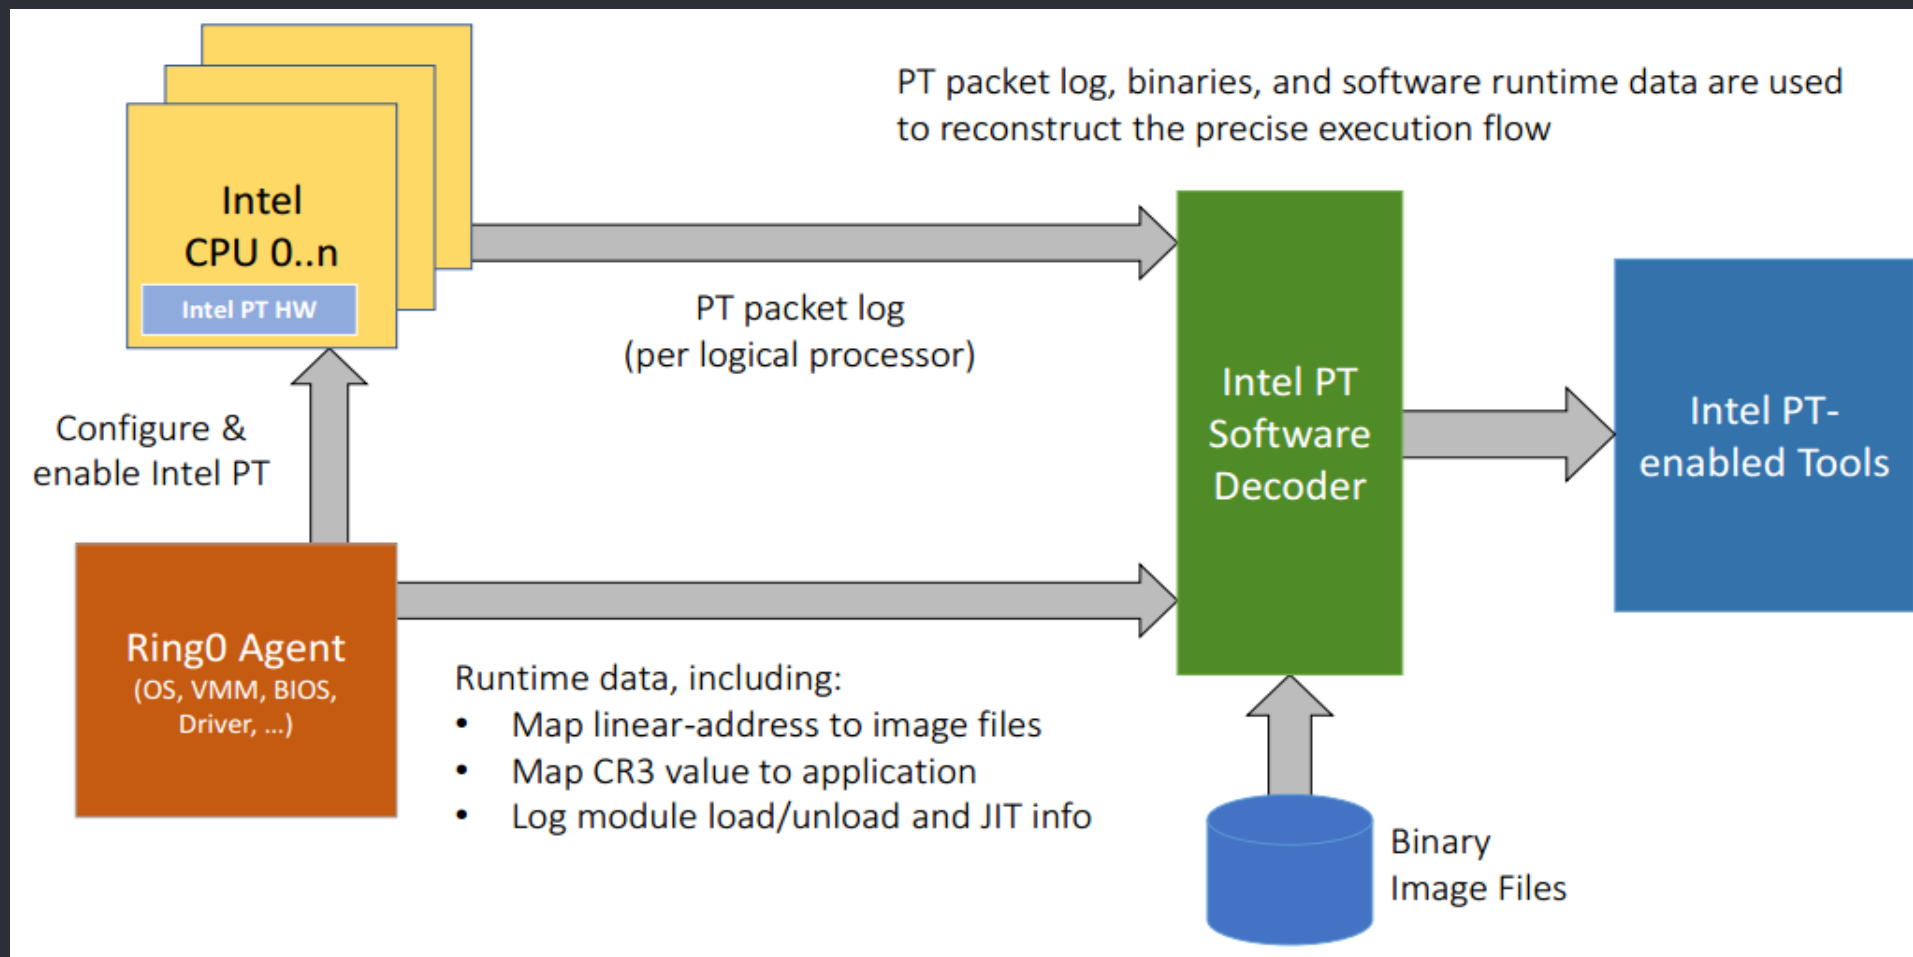 PT packet log, binaries, and software runtime data are used
to reconstruct the precise execution flow
Intel
CPU 0..n
Intel PT HW
PT packet log
(per logical processor)
Configure &
enable Intel PT
Intel PT
Software
Decoder
Intel PT-
enabled Tools
Ring0 Agent
(OS, VMM, BIOS,
Driver, ...)
Runtime data, including:
• Map linear-address to image files
• Map CR3 value to application
• Log module load/unload and JIT info
Binary
Image Files